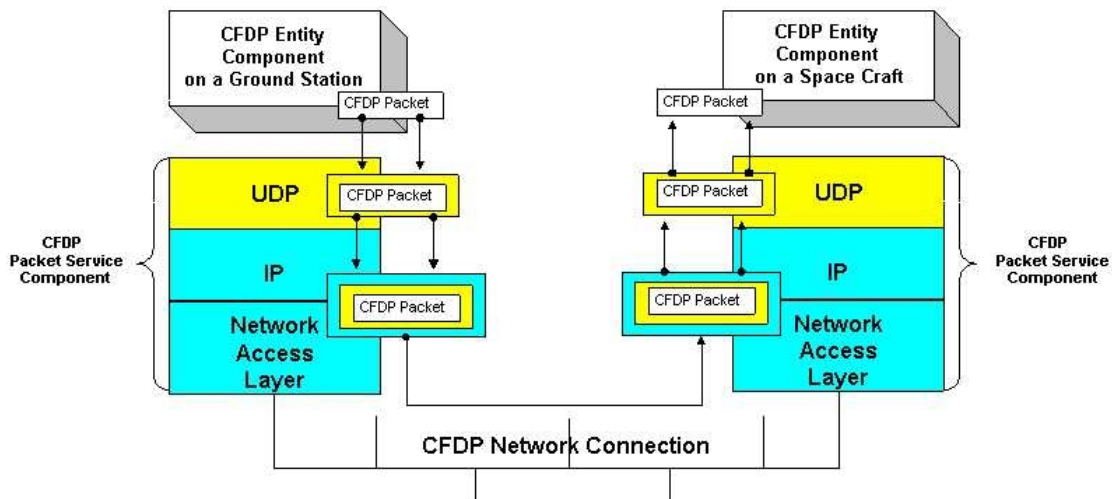 CFDP Entity
Component
on a Ground Station
CFDP Packet
CFDP Entity
Component
on a Space Craft
CFDP Packet
UDP
CFDP Packet
CFDP Packet
UDP
CFDP
Packet Service
Component
IP
CFDP Packet
CFDP Packet
IP
CFDP
Packet Service
Component
Network
Access
Layer
Network
Access
Layer
CFDP Network Connection